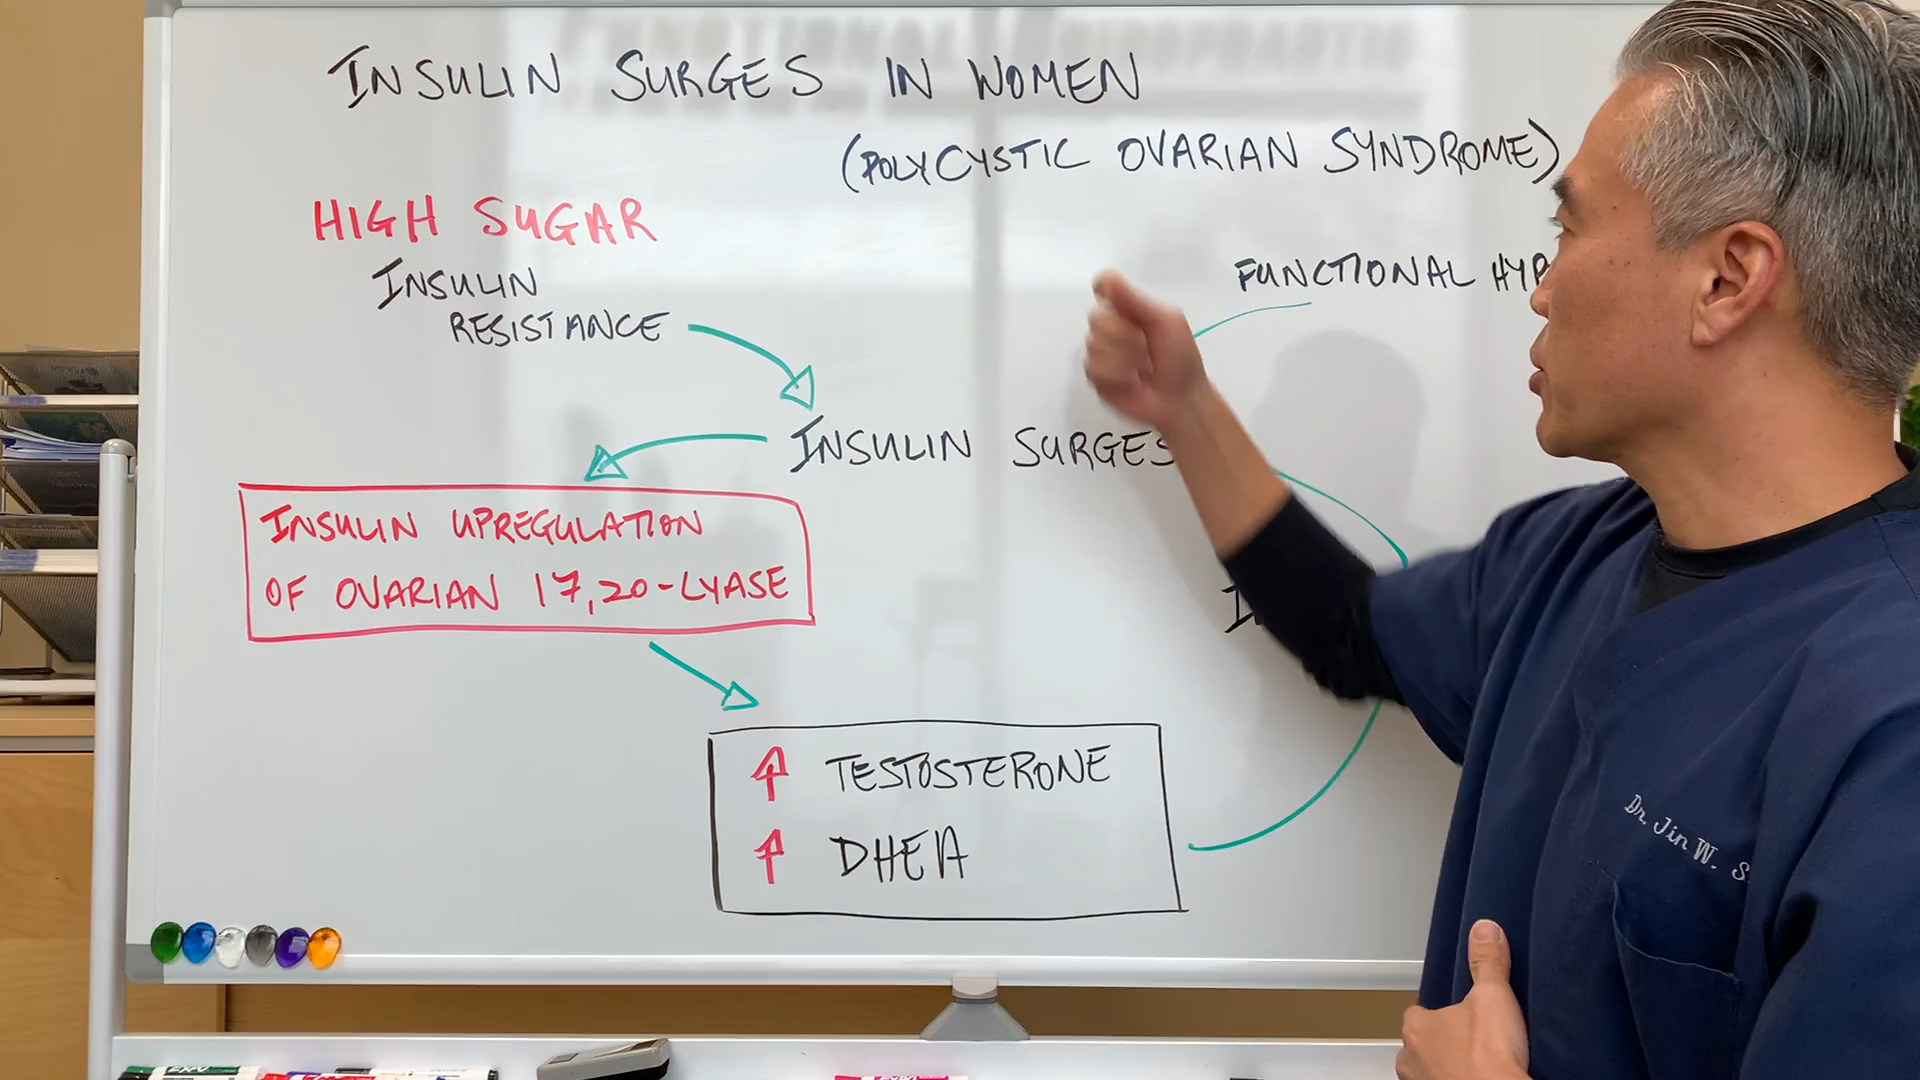 INSULIN SURGES IN WOMEN
(POLYCYSTIC OVARIAN SYNDROME)
HIGH SUGAR
INSULIN
RESISTANCE
FUNCTIONAL
INSULIN SURGES
INSULIN UPREGULATION
OF OVARIAN 17,20-LYASE
↑ TESTOSTERONE
↑ DHEA
Dr. Jin W. S.
EXPO